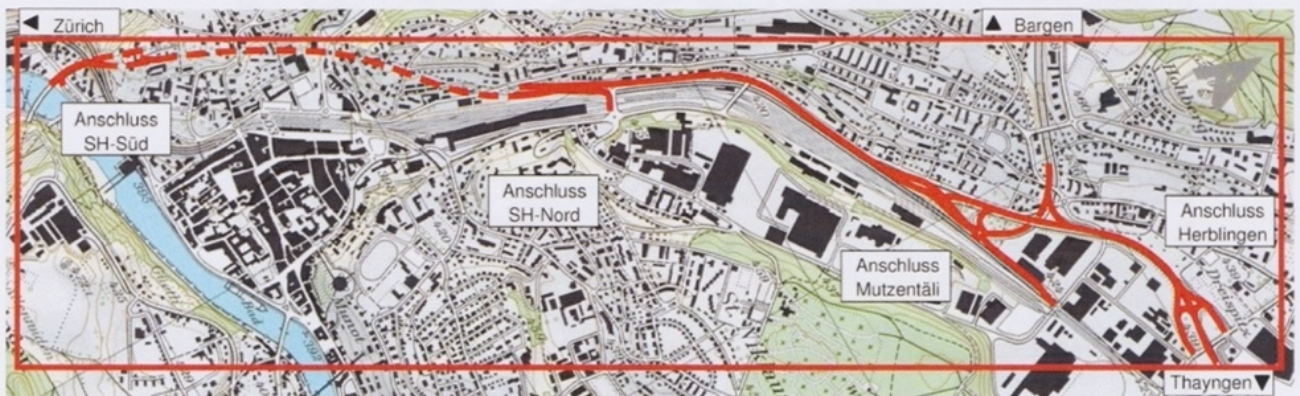 ◄ Zürich
▲ Bargen
Anschluss
SH-Süd
Anschluss
SH-Nord
Anschluss
Mutzentäli
Anschluss
Herblingen
Thayngen▼